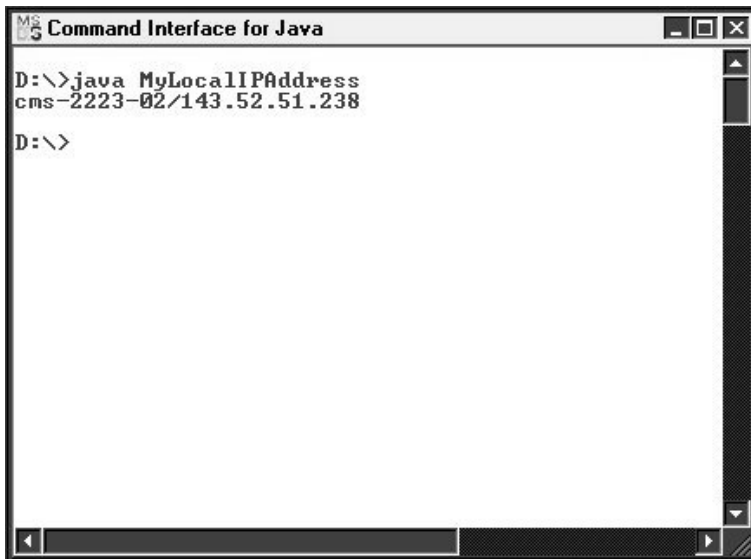 Command Interface for Java
D:\>java MyLocalIPAddress
cms-2223-02/143.52.51.238
D:\>